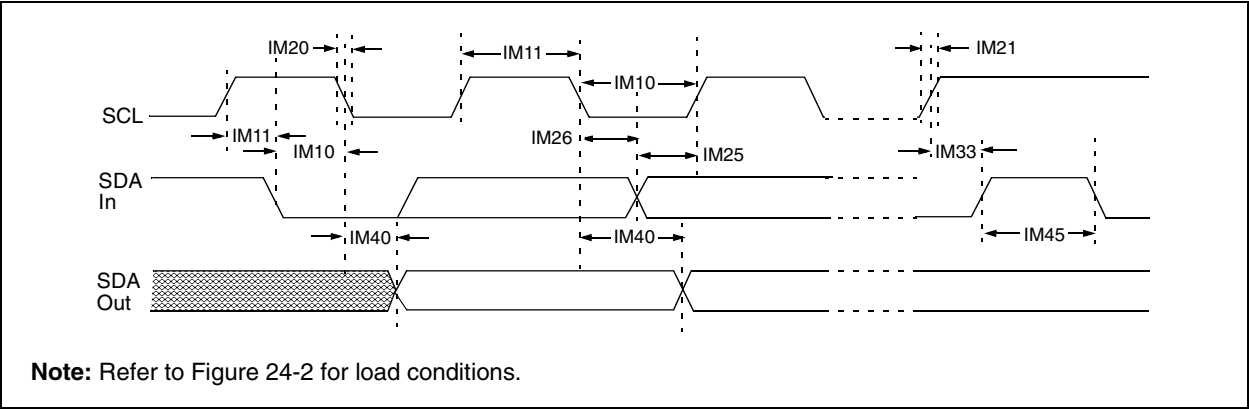 IM20
IM11
IM21
IM10
SCL
IM11
IM26
IM10
IM25
IM33
SDA
In
IM40
IM40
IM45
SDA
Out
Note: Refer to Figure 24-2 for load conditions.